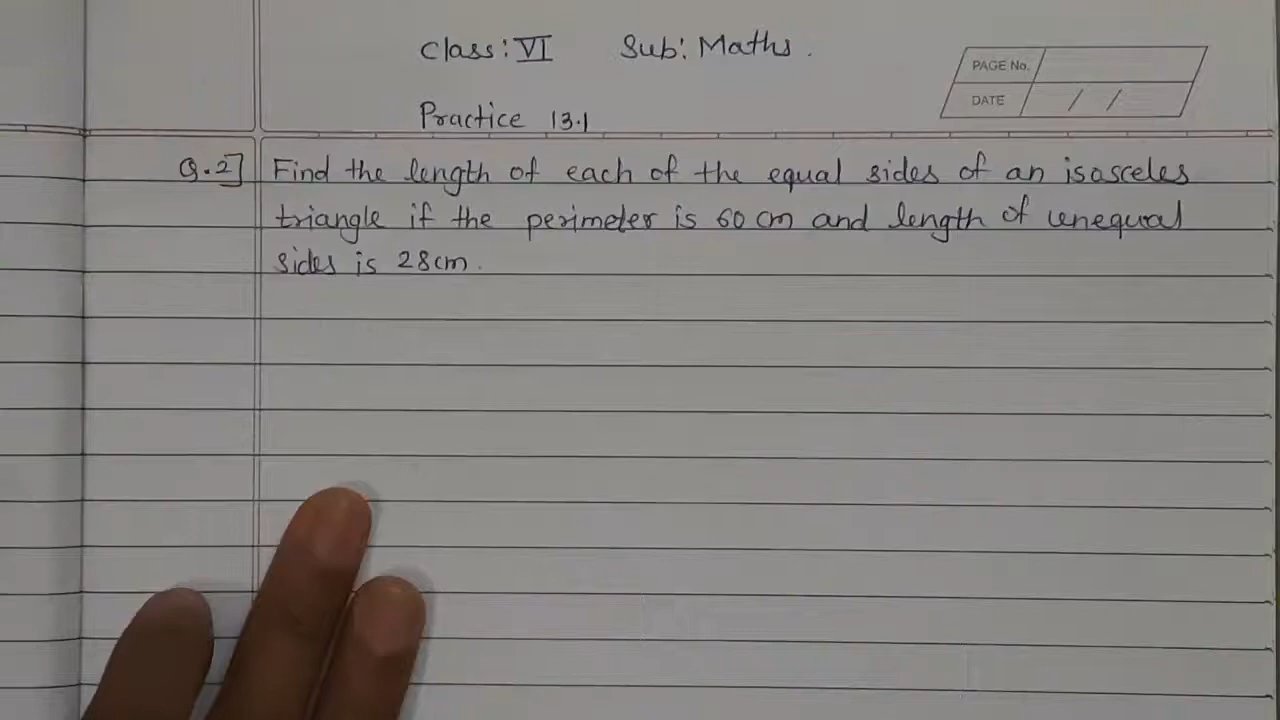 Class: VI Sub: Maths.
PAGE No.
DATE / /
Practice 13.1
Q.2] Find the length of each of the equal sides of an isosceles
triangle if the perimeter is 60 cm and length of unequal
sides is 28cm.